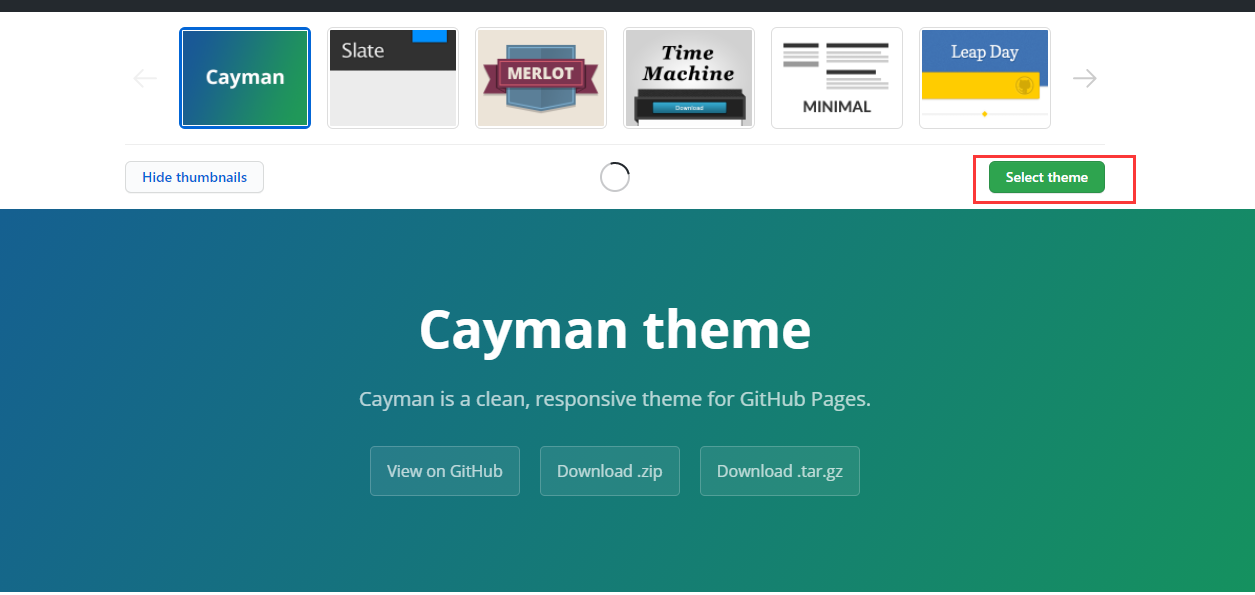 Cayman
Slate
MERLOT
Time
Machine
Download
MINIMAL
Leap Day
Hide thumbnails
Select theme
Cayman theme
Cayman is a clean, responsive theme for GitHub Pages.
View on GitHub
Download .zip
Download .tar.gz